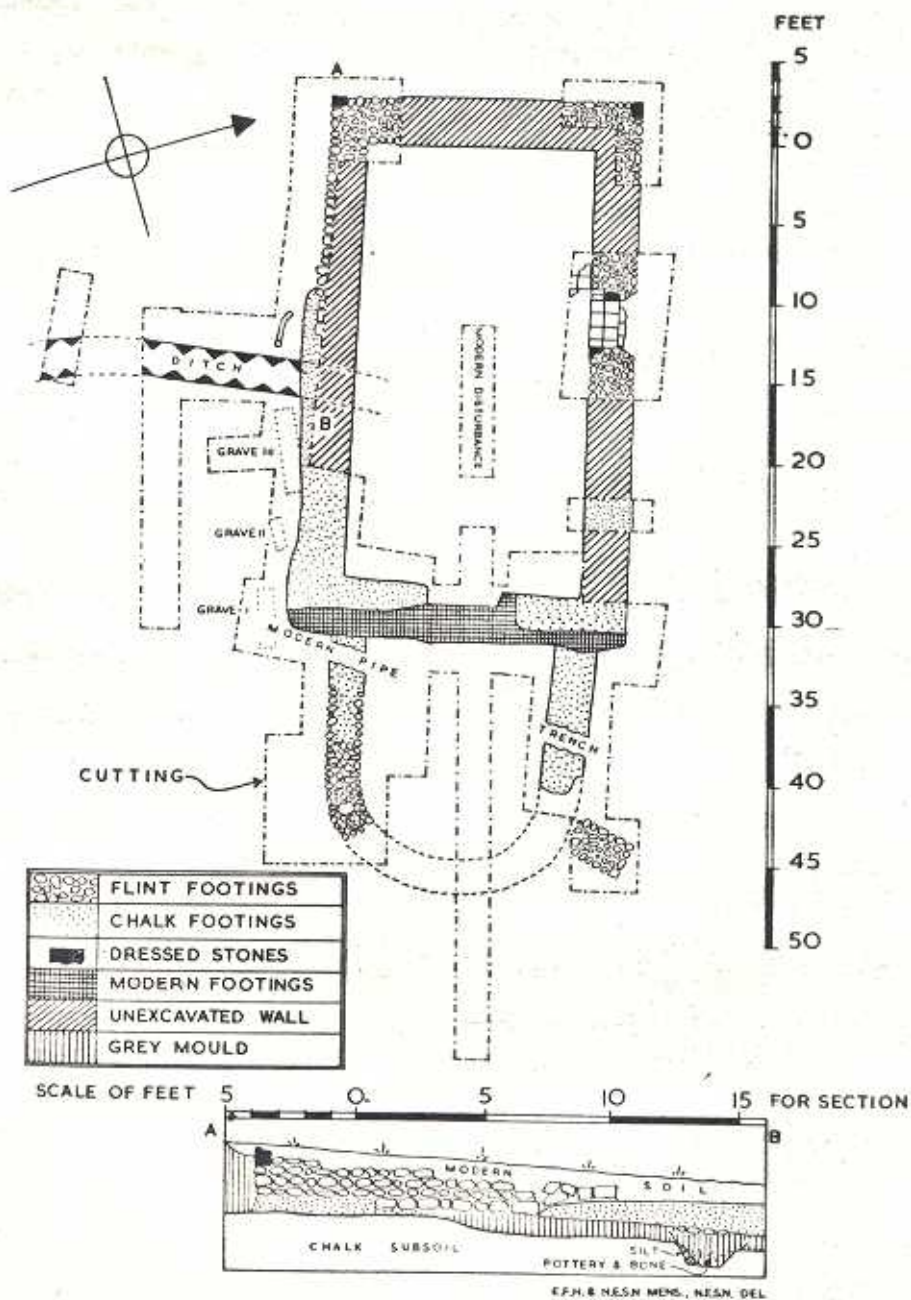 FEET
5
0
5
10
15
20
25
30
35
40
45
50
A
DITCH
B
MODERN DISTURBANCE
GRAVE III
GRAVE II
GRAVE I
MODERN PIPE
TRENCH
CUTTING
FLINT FOOTINGS
CHALK FOOTINGS
DRESSED STONES
MODERN FOOTINGS
UNEXCAVATED WALL
GREY MOULD
SCALE OF FEET 5 0 5 10 15 FOR SECTION
A B
MODERN SOIL
CHALK SUBSOIL
SILT
POTTERY & BONE
E.F.H. & N.E.S.N MENS., N.E.S.N. DEL